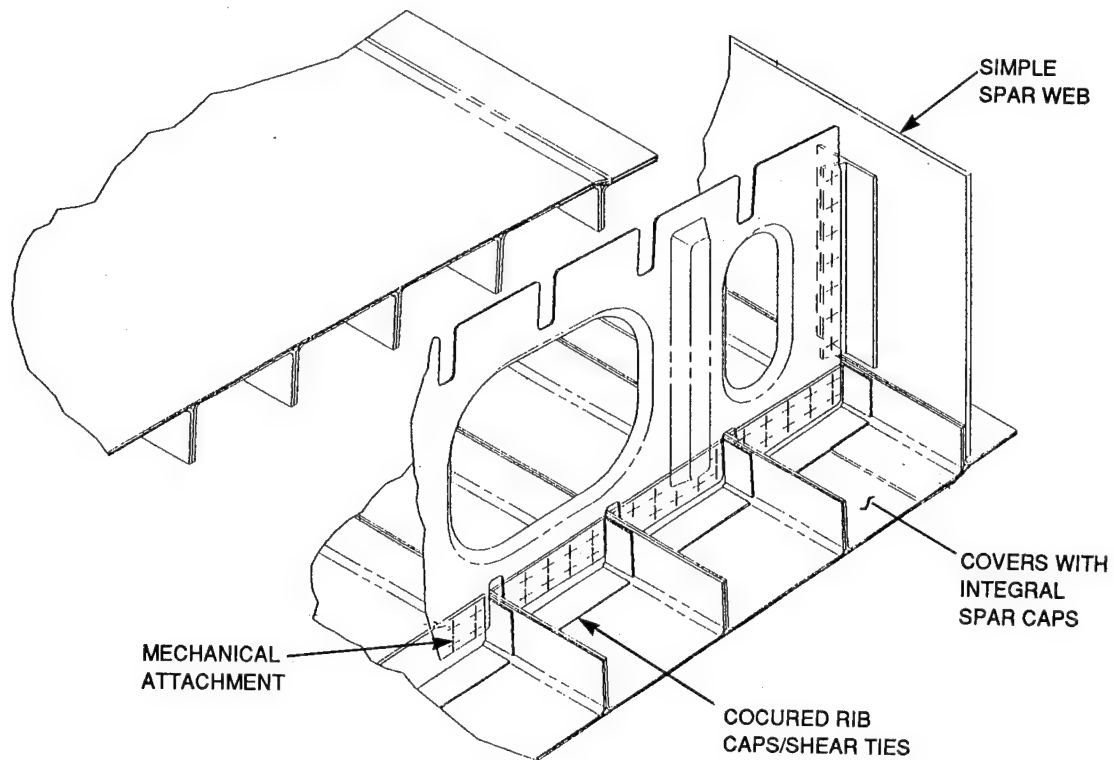 SIMPLE
SPAR WEB
COVERS WITH
INTEGRAL
SPAR CAPS
MECHANICAL
ATTACHMENT
COCURED RIB
CAPS/SHEAR TIES